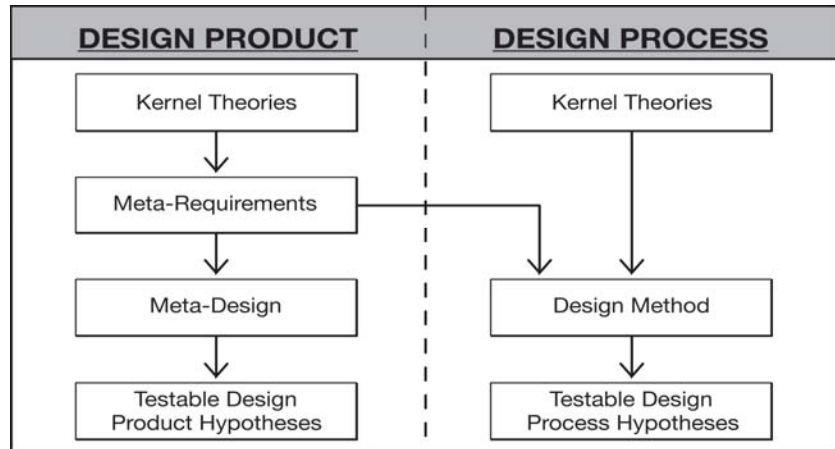 DESIGN PRODUCT
DESIGN PROCESS
Kernel Theories
Kernel Theories
Meta-Requirements
Meta-Design
Design Method
Testable Design
Product Hypotheses
Testable Design
Process Hypotheses